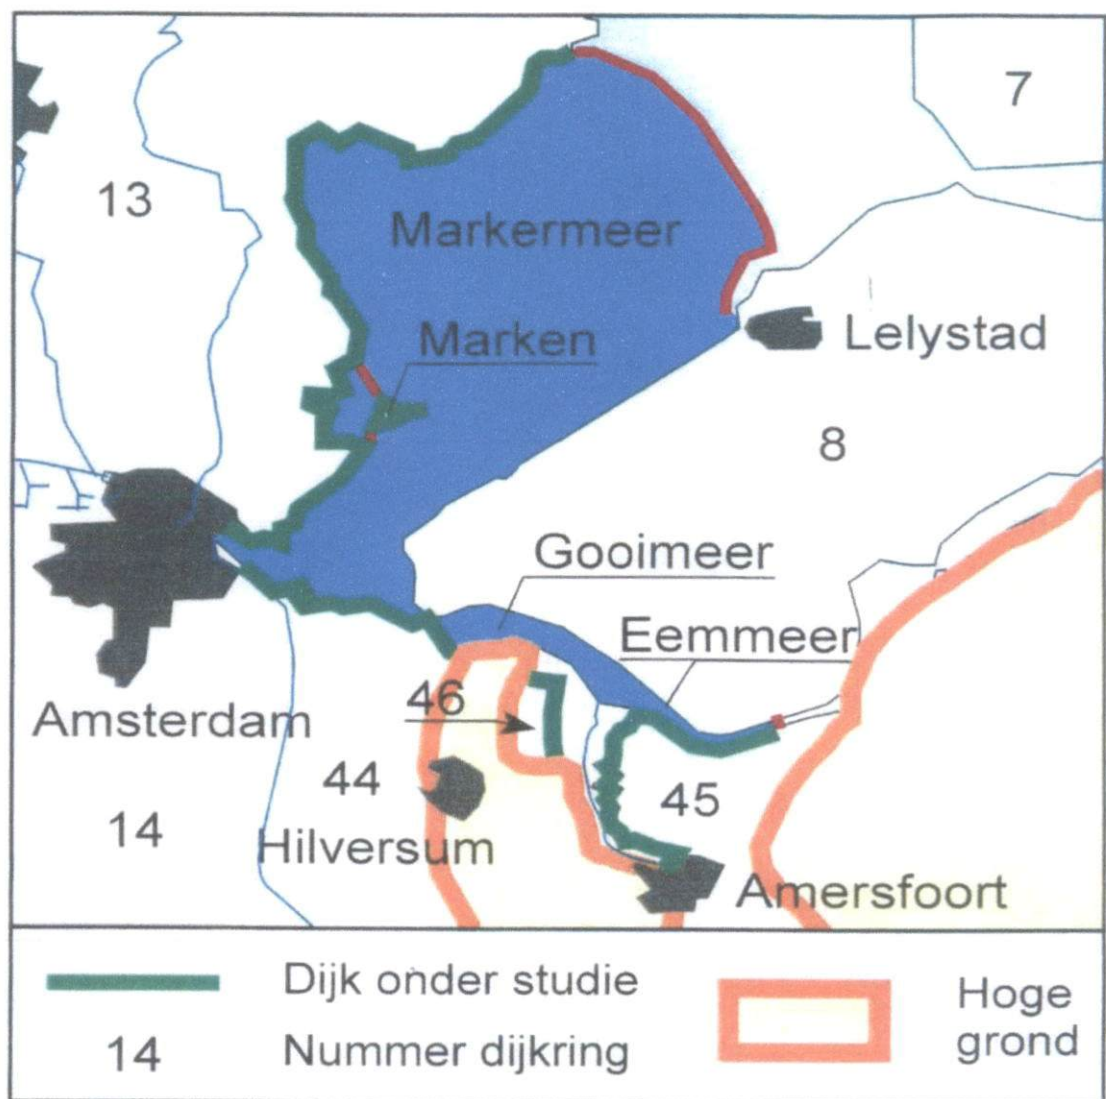 7
13
Markermeer
Marken
Lelystad
8
Gooimeer
Eemmeer
46
Amsterdam
44
45
14
Hilversum
Amersfoort
Dijk onder studie
14 Nummer dijkring
Hoge
grond